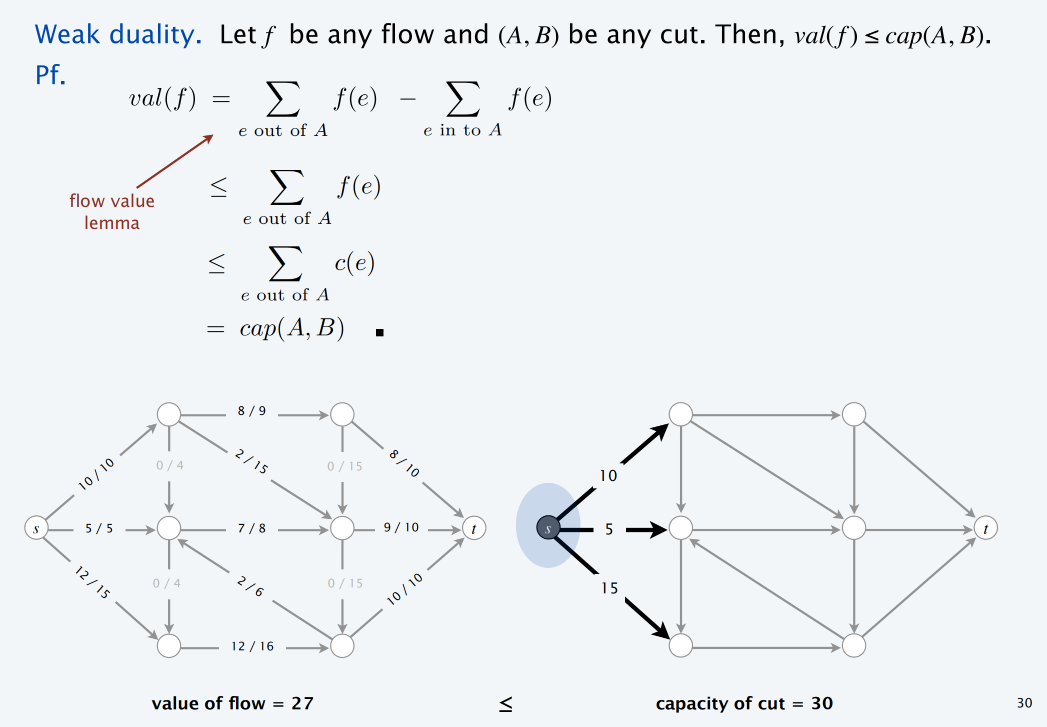 Weak duality. Let f be any flow and (A, B) be any cut. Then, val(f) ≤ cap(A, B).
Pf.
val(f) = ∑ f(e) − ∑ f(e)
e out of A e in to A
flow value
lemma
≤ ∑ f(e)
e out of A
≤ ∑ c(e)
e out of A
= cap(A, B) ▪
8 / 9
10 / 10
0 / 4
2 / 15
0 / 15
8 / 10
s
5 / 5
7 / 8
9 / 10
t
12 / 15
0 / 4
2 / 6
0 / 15
10 / 10
12 / 16
10
s
5
t
15
value of flow = 27 ≤ capacity of cut = 30
30